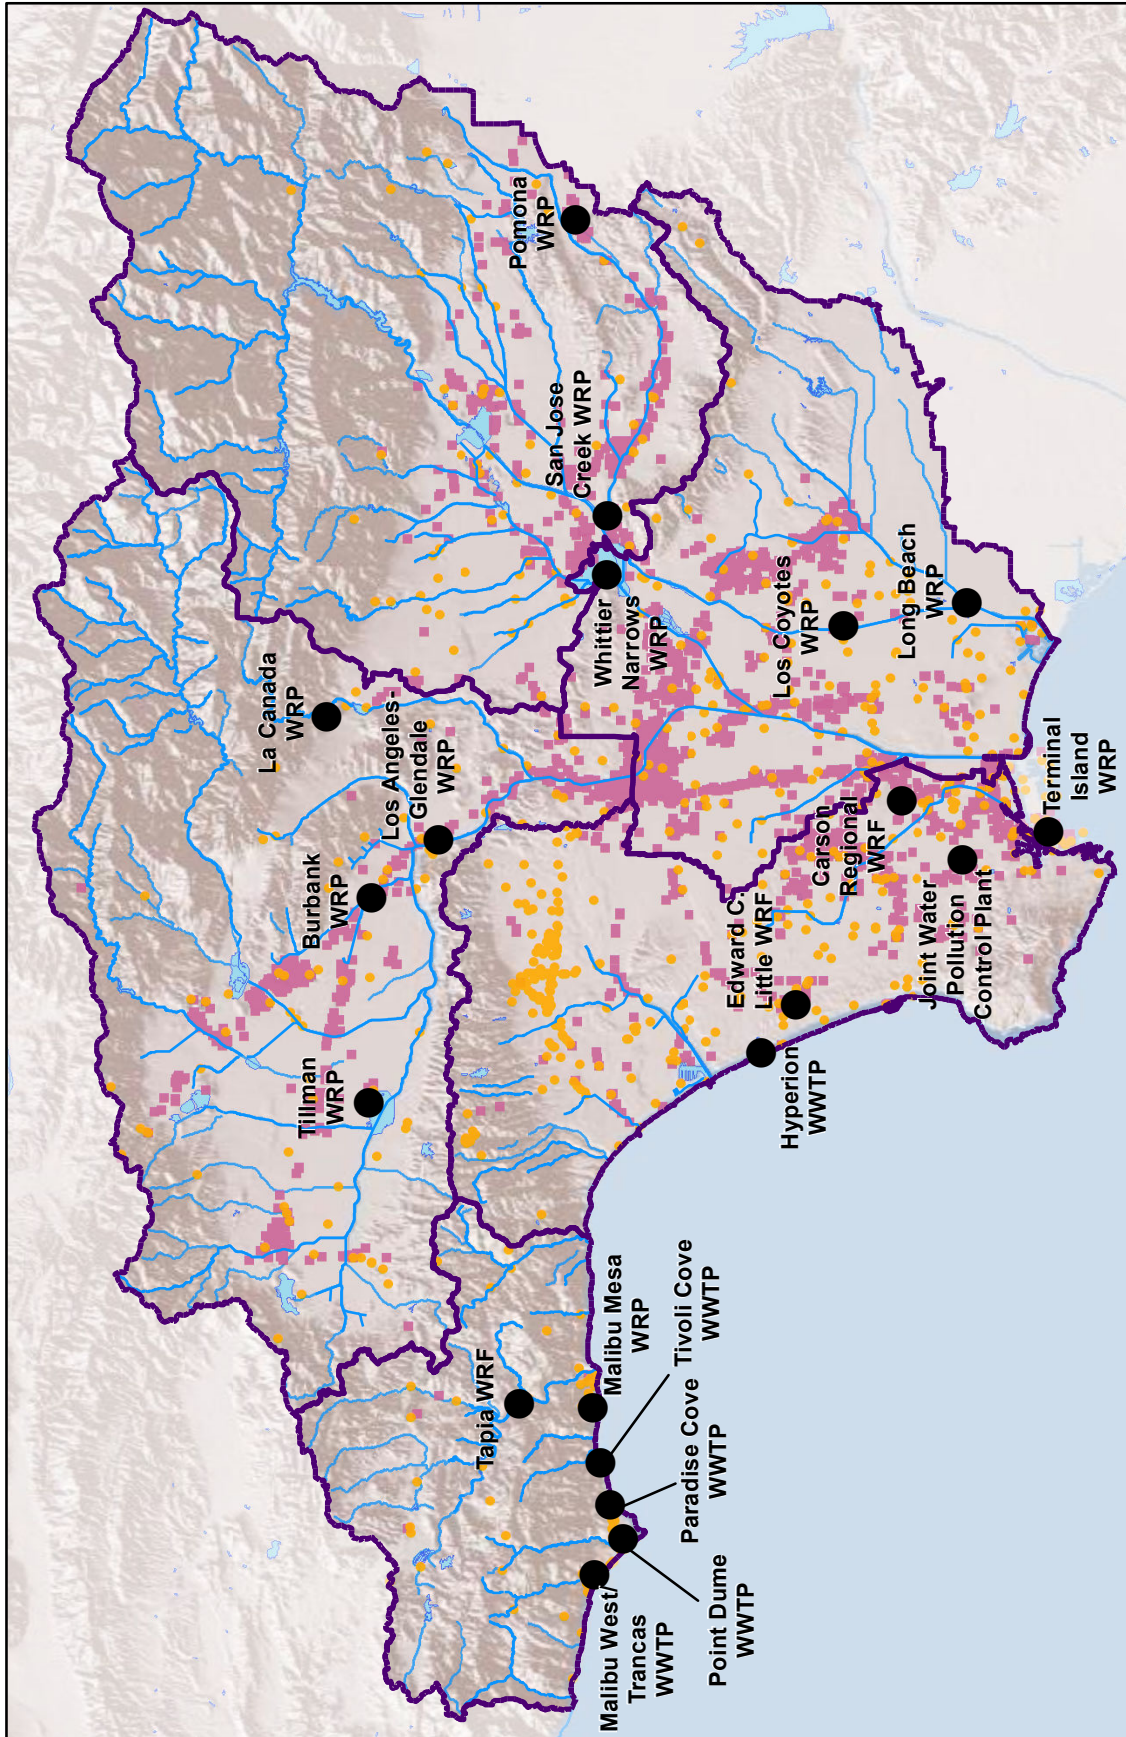 Pomona
WRP
San Jose
Creek WRP
Whittier
Narrows
WRP
Los Coyotes
WRP
Long Beach
WRP
La Canada
WRP
Los Angeles-
Glendale
WRP
Burbank
WRP
Tillman
WRP
Carson
Regional
WRF
Terminal
Island
WRP
Joint Water
Pollution
Control Plant
Edward C.
Little WRF
Hyperion
WWTP
Tapia WRF
Malibu Mesa
WRP
Tivoli Cove
WWTP
Paradise Cove
WWTP
Point Dume
WWTP
Malibu West/
Trancas
WWTP